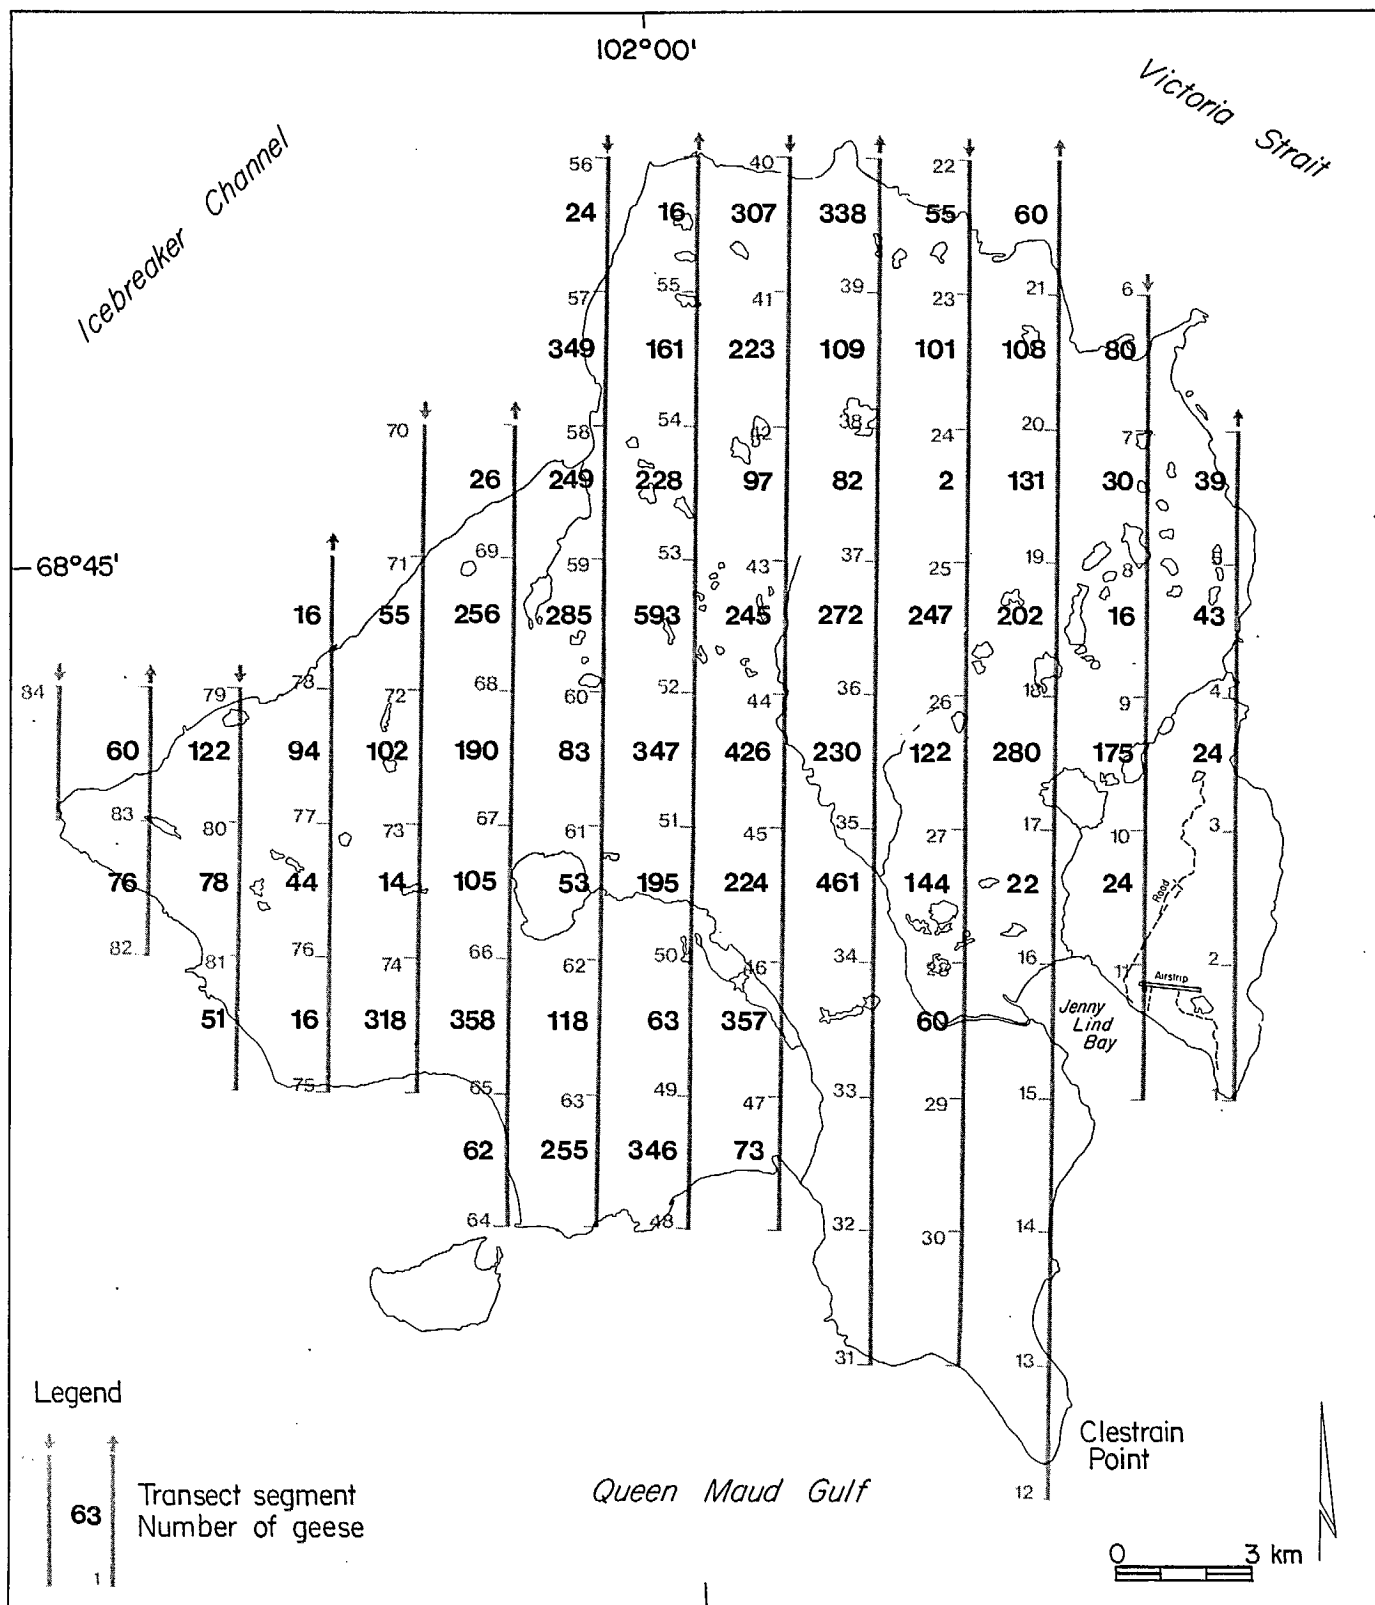 102°00'
Victoria Strait
Icebreaker Channel
56 40 22
24 16 307 338 55 60
57 55 41 39 23 21 6
349 161 223 109 101 108 80
70 58 54 42 38 24 20 7
26 249 228 97 82 2 131 30 39
68°45'
71 69 59 53 43 37 25 19 8 5
16 55 256 285 593 245 272 247 202 16 43
84 79 78 72 68 60 52 44 36 26 18 9 4
60 122 94 102 190 83 347 426 230 122 280 175 24
83 80 77 73 67 61 51 45 35 27 17 10 3
76 78 44 14 105 53 195 224 461 144 22 24
Road
82 81 76 74 66 62 50 46 34 28 16 11 2
Airstrip
51 16 318 358 118 63 357 60
Jenny
Lind
Bay
75 65 63 49 47 33 29 15 1
62 255 346 73
64 48 32 30 14
31 13
Legend
Clestrain
Point
63
Transect segment
Number of geese
1
Queen Maud Gulf
12
0 3 km